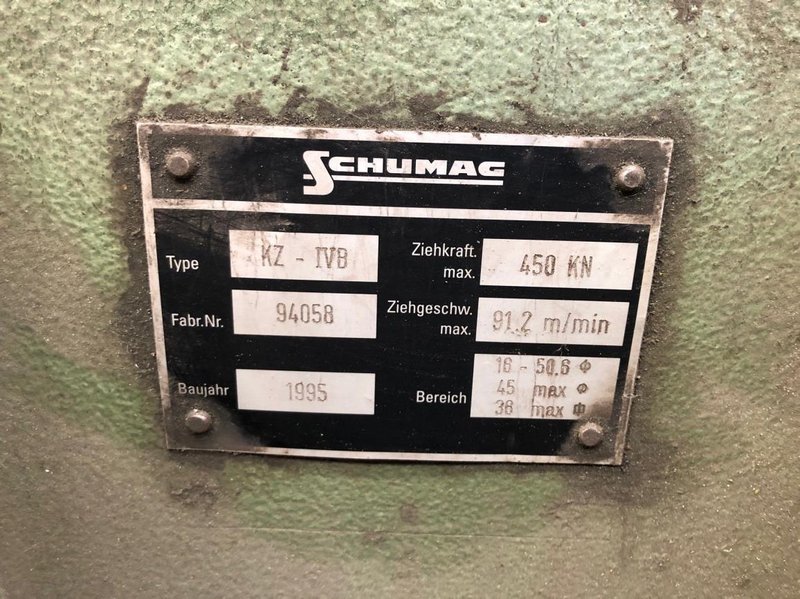 SCHUMAG
Type KZ - IVB
Fabr.Nr. 94058
Baujahr 1995
Ziehkraft. max. 450 KN
Ziehgeschw. max. 91.2 m/min
Bereich 16 - 50.6
45 max
36 max